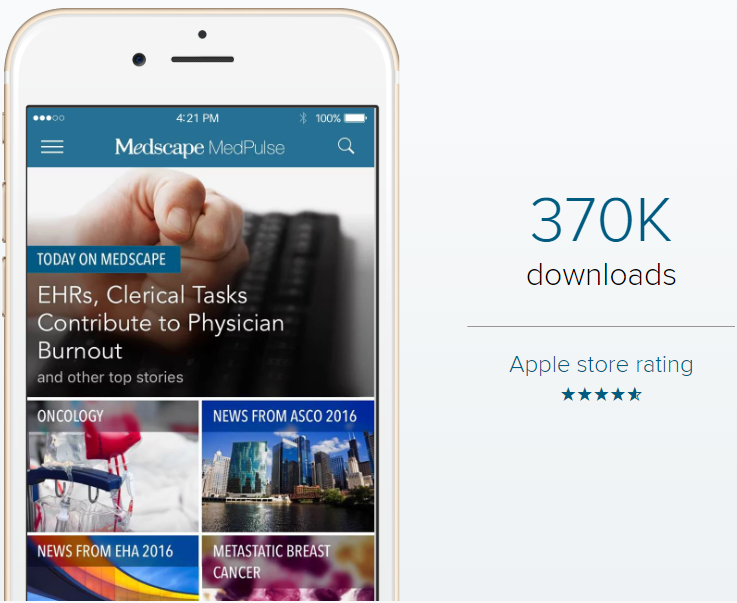 4:21 PM
100%
Medscape MedPulse
TODAY ON MEDSCAPE
EHRs, Clerical Tasks
Contribute to Physician
Burnout
and other top stories
ONCOLOGY
NEWS FROM ASCO 2016
NEWS FROM EHA 2016
METASTATIC BREAST
CANCER
370K
downloads
Apple store rating